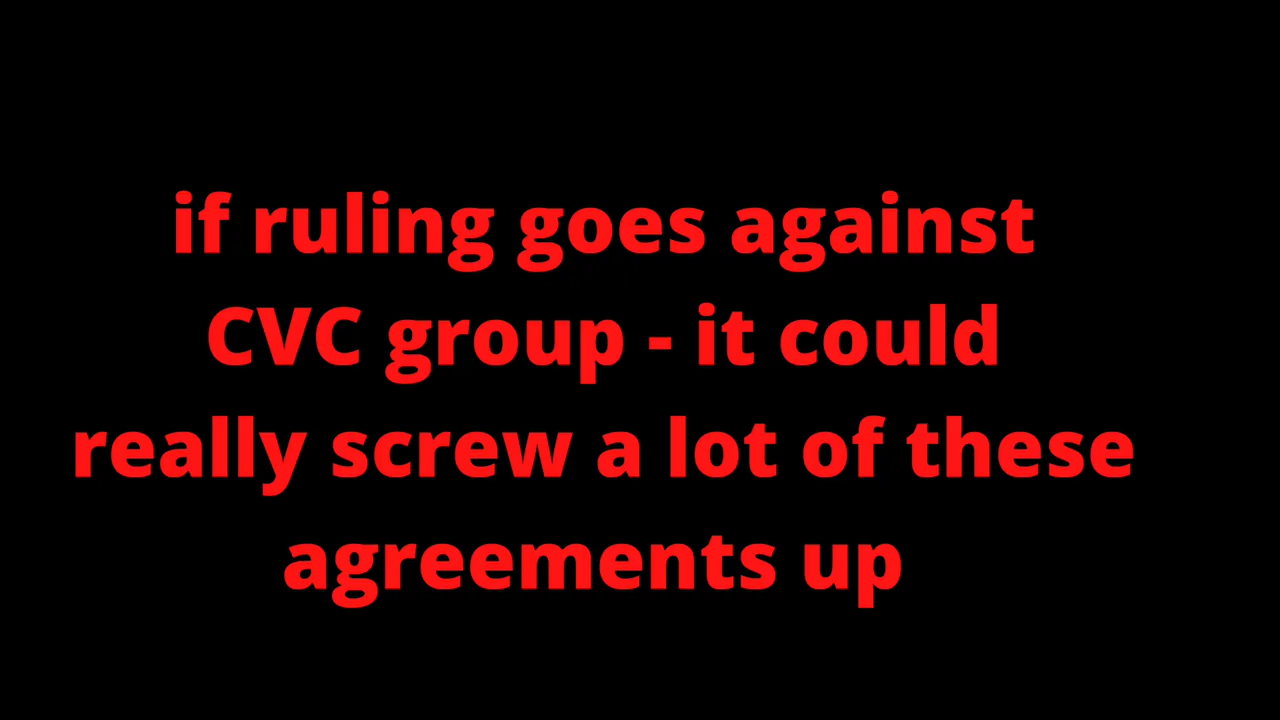 if ruling goes against
CVC group - it could
really screw a lot of these
agreements up